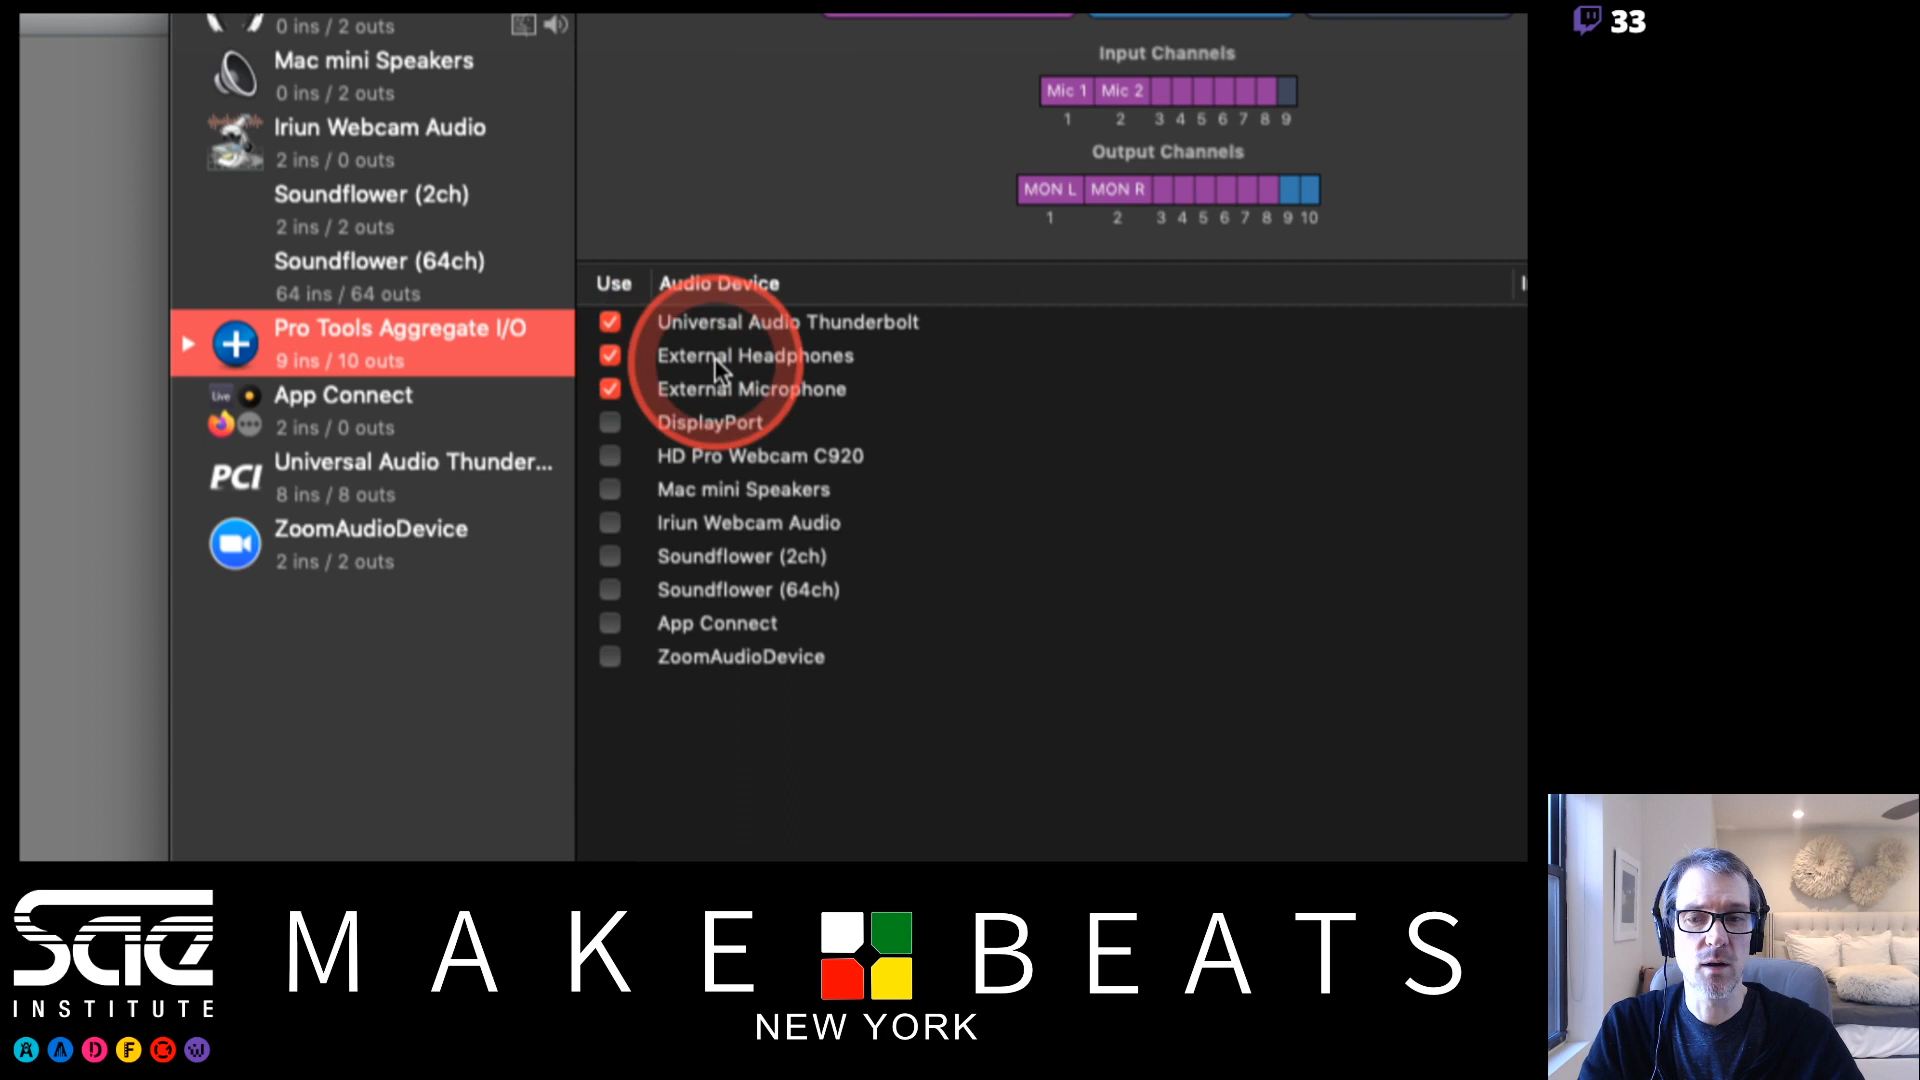 0 ins / 2 outs
Mac mini Speakers
0 ins / 2 outs
Iriun Webcam Audio
2 ins / 0 outs
Soundflower (2ch)
2 ins / 2 outs
Soundflower (64ch)
64 ins / 64 outs
Pro Tools Aggregate I/O
9 ins / 10 outs
Live
App Connect
2 ins / 0 outs
PCI
Universal Audio Thunder...
8 ins / 8 outs
ZoomAudioDevice
2 ins / 2 outs
Input Channels
Mic 1 Mic 2
1 2 3 4 5 6 7 8 9
Output Channels
MON L MON R
1 2 3 4 5 6 7 8 9 10
Use Audio Device
Universal Audio Thunderbolt
External Headphones
External Microphone
DisplayPort
HD Pro Webcam C920
Mac mini Speakers
Iriun Webcam Audio
Soundflower (2ch)
Soundflower (64ch)
App Connect
ZoomAudioDevice
33
sae
INSTITUTE
MAKE BEATS
NEW YORK